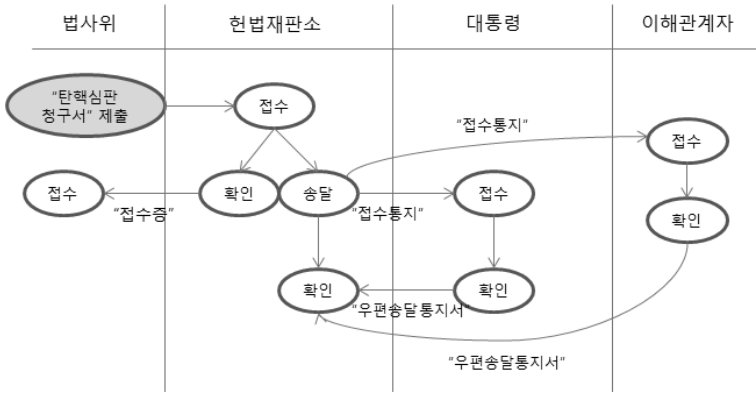 법사위 헌법재판소 대통령 이해관계자
"탄핵심판
청구서" 제출
접수
"접수통지"
접수
접수
확인
송달
접수
확인
"접수증"
"접수통지"
확인
확인
"우편송달통지서"
"우편송달통지서"